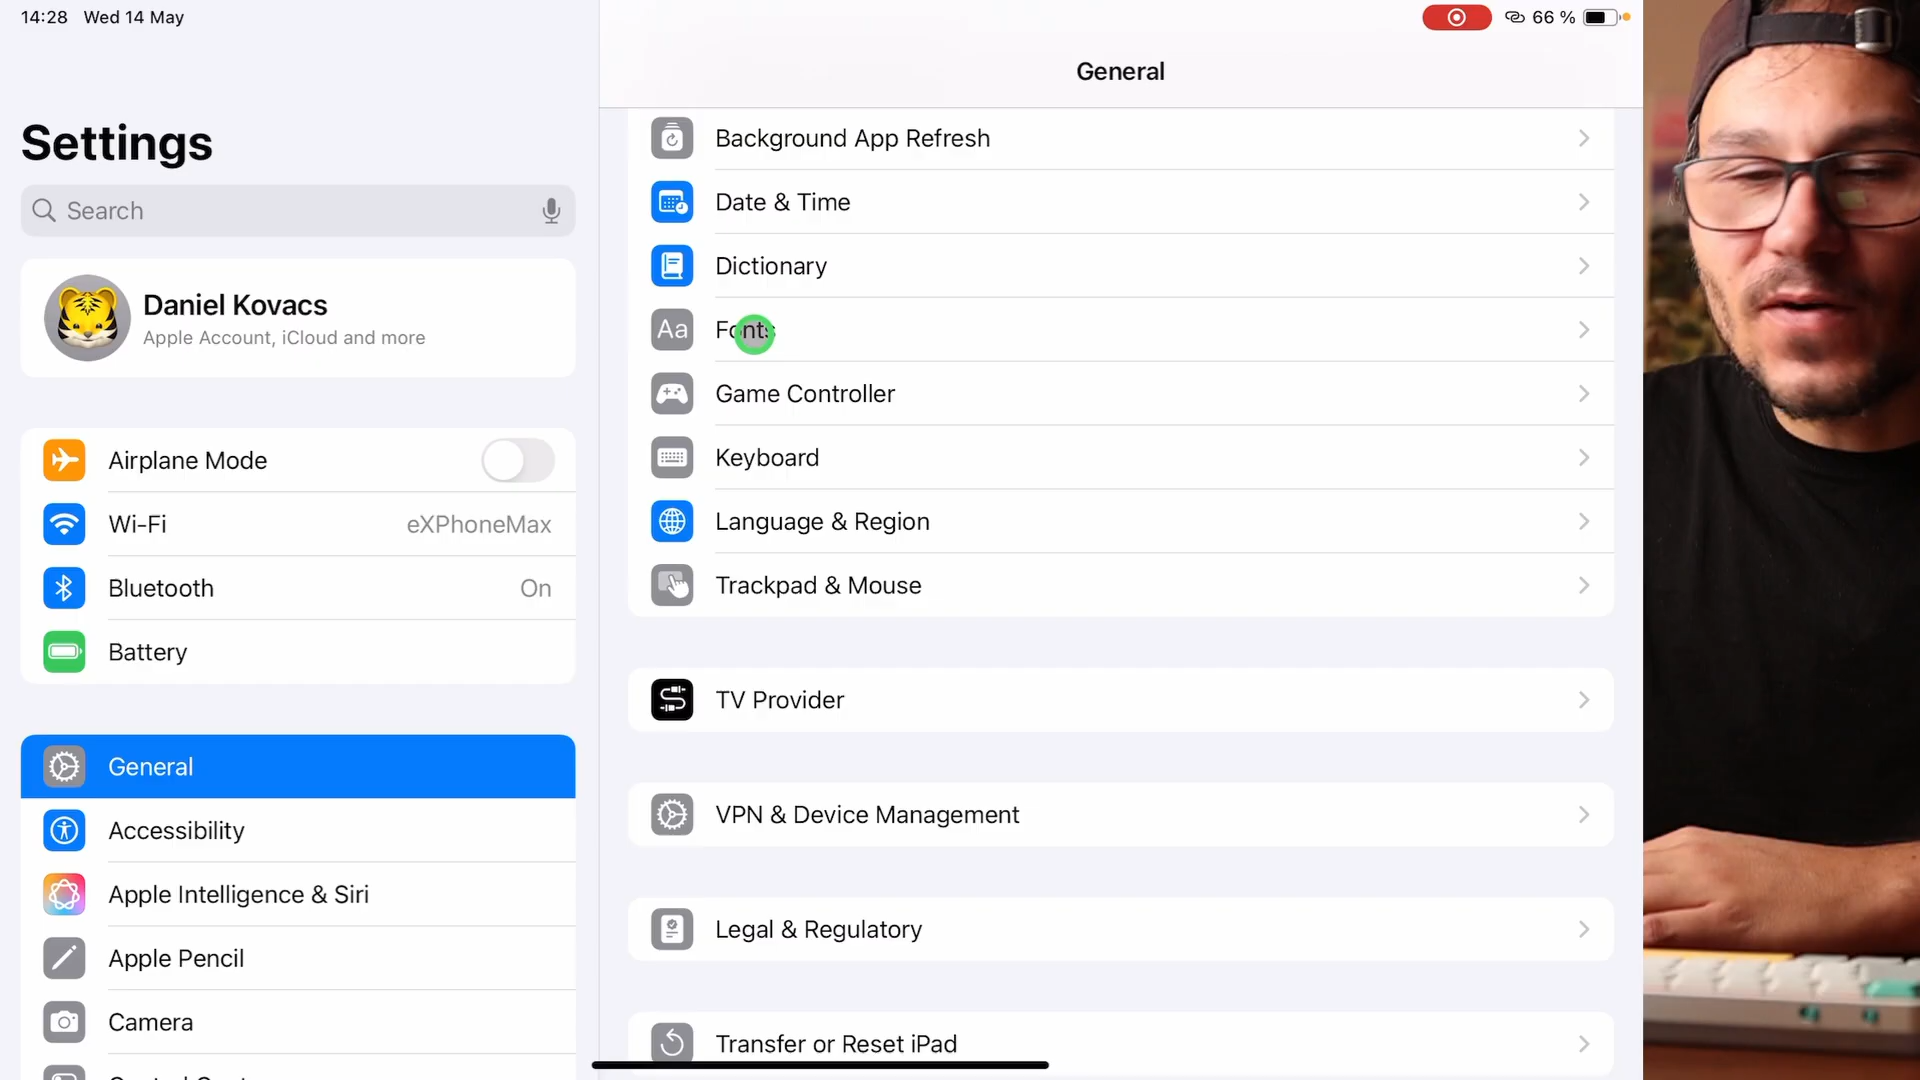 14:28 Wed 14 May
66 %
Settings
Search
Daniel Kovacs
Apple Account, iCloud and more
Airplane Mode
Wi-Fi eXPhoneMax
Bluetooth On
Battery
General
Accessibility
Apple Intelligence & Siri
Apple Pencil
Camera
General
Background App Refresh
Date & Time
Dictionary
Aa Fonts
Game Controller
Keyboard
Language & Region
Trackpad & Mouse
TV Provider
VPN & Device Management
Legal & Regulatory
Transfer or Reset iPad